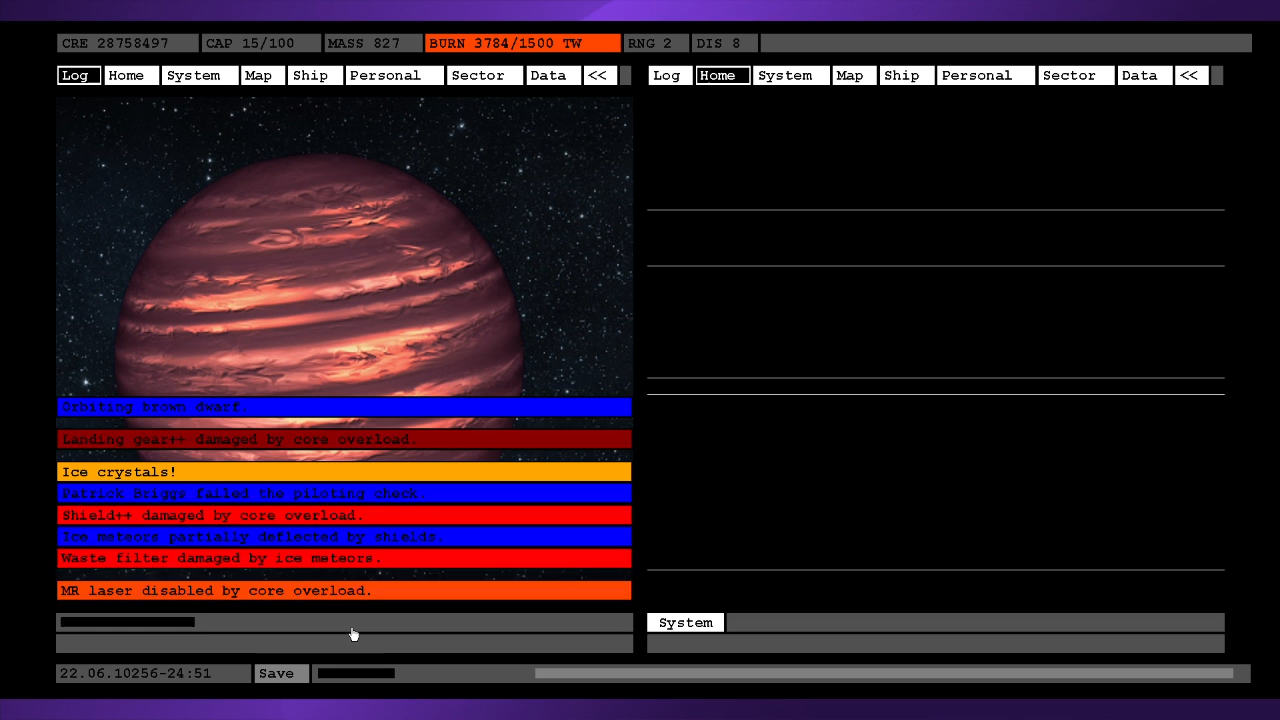 CRE 28758497 CAP 15/100 MASS 827 BURN 3784/1500 TW RNG 2 DIS 8
Log Home System Map Ship Personal Sector Data <<
Log Home System Map Ship Personal Sector Data <<
Orbiting brown dwarf.
Landing gear++ damaged by core overload.
Ice crystals!
Patrick Briggs failed the piloting check.
Shield++ damaged by core overload.
Ice meteors partially deflected by shields.
Waste filter damaged by ice meteors.
MR laser disabled by core overload.
System
22.06.10256-24:51 Save